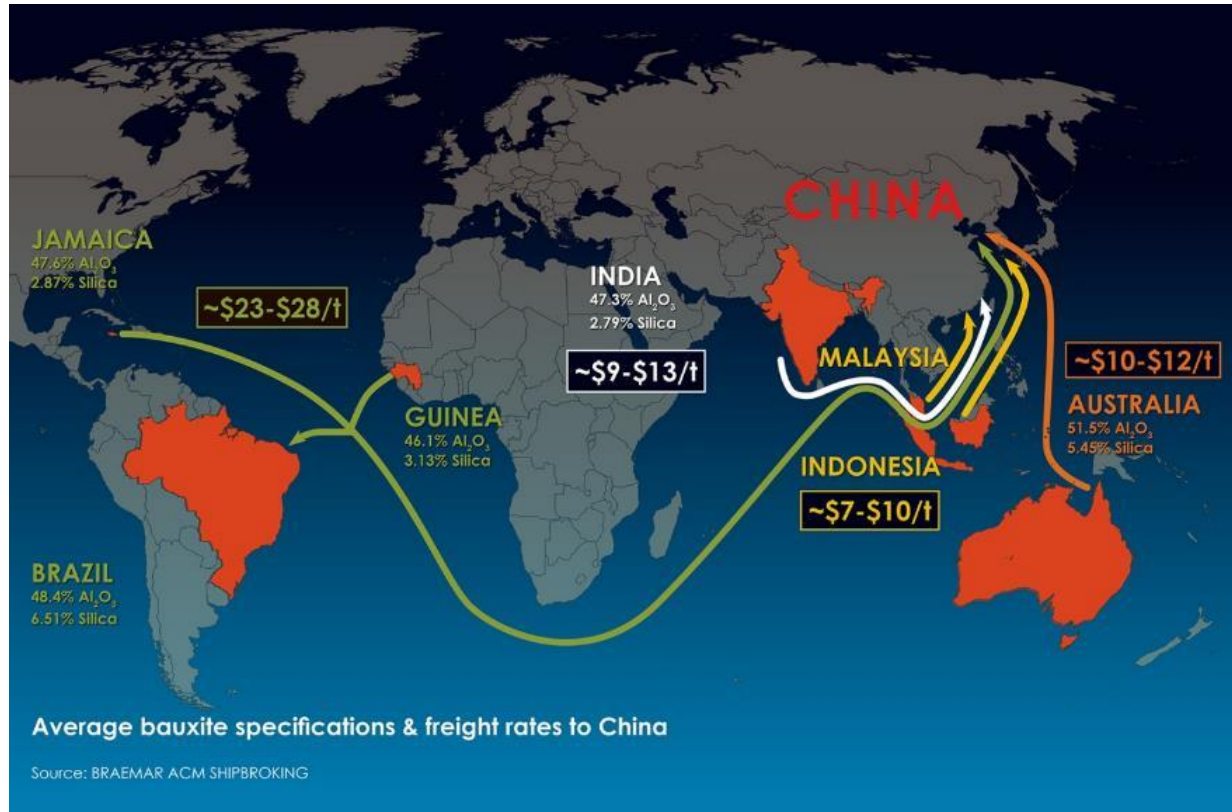 CHINA
JAMAICA
47.6% Al₂O₃
2.87% Silica
~$23-$28/t
INDIA
47.3% Al₂O₃
2.79% Silica
~$9-$13/t
MALAYSIA
~$10-$12/t
GUINEA
46.1% Al₂O₃
3.13% Silica
AUSTRALIA
51.5% Al₂O₃
5.45% Silica
INDONESIA
~$7-$10/t
BRAZIL
48.4% Al₂O₃
6.51% Silica
Average bauxite specifications & freight rates to China
Source: BRAEMAR ACM SHIPBROKING